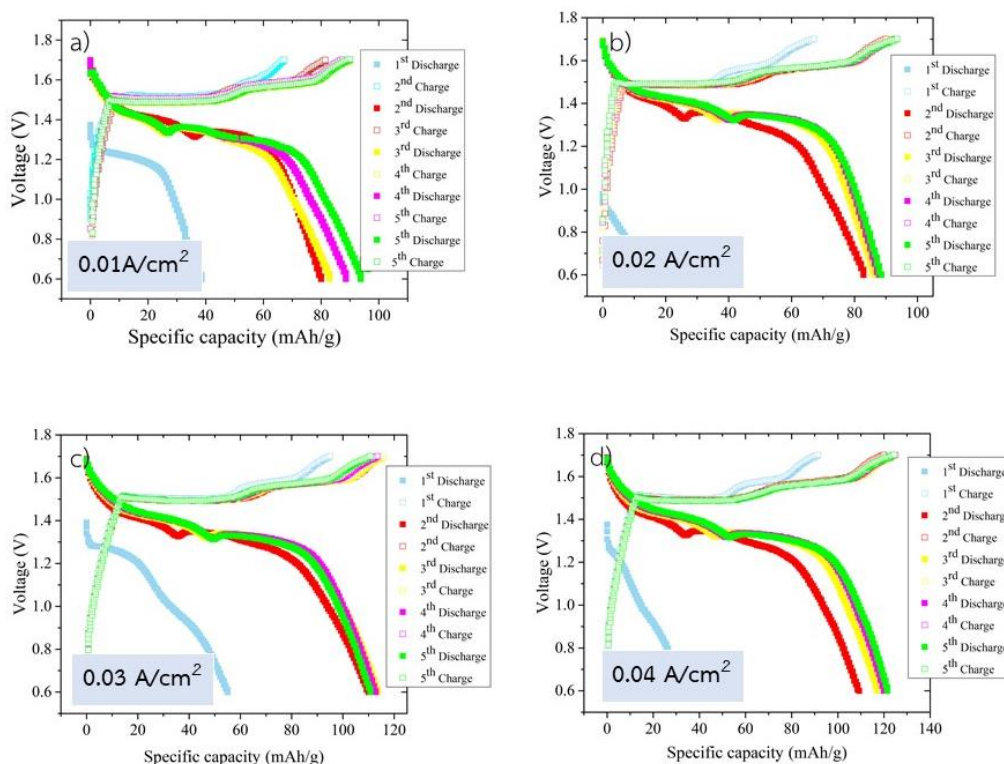 a)
1.8
1.6
1.4
1.2
1.0
0.8
0.6
Voltage (V)
0 20 40 60 80 100
Specific capacity (mAh/g)
0.01A/cm²
1st Discharge
2nd Charge
2nd Discharge
3rd Charge
3rd Discharge
4th Charge
4th Discharge
5th Charge
5th Discharge
5th Charge
b)
1.8
1.6
1.4
1.2
1.0
0.8
0.6
Voltage (V)
0 20 40 60 80 100
Specific capacity (mAh/g)
0.02 A/cm²
1st Discharge
1st Charge
2nd Discharge
2nd Charge
3rd Discharge
3rd Charge
4th Discharge
4th Charge
5th Discharge
5th Charge
c)
1.8
1.6
1.4
1.2
1.0
0.8
0.6
Voltage (V)
0 20 40 60 80 100 120
Specific capacity (mAh/g)
0.03 A/cm²
1st Discharge
1st Charge
2nd Discharge
2nd Charge
3rd Discharge
3rd Charge
4th Discharge
4th Charge
5th Discharge
5th Charge
d)
1.8
1.6
1.4
1.2
1.0
0.8
0.6
Voltage (V)
0 20 40 60 80 100 120 140
Specific capacity (mAh/g)
0.04 A/cm²
1st Discharge
1st Charge
2nd Discharge
2nd Charge
3rd Discharge
3rd Charge
4th Discharge
4th Charge
5th Discharge
5th Charge